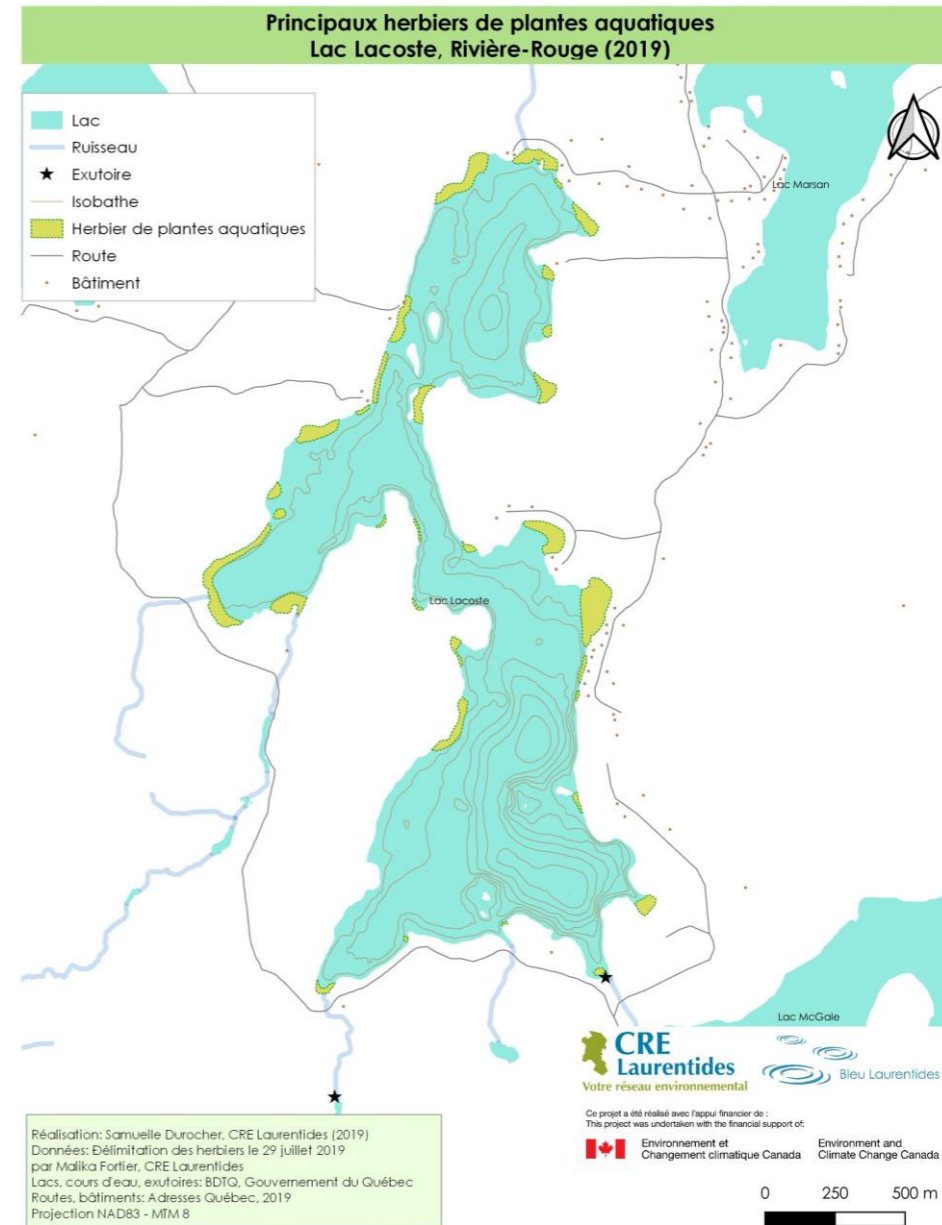 Principaux herbiers de plantes aquatiques
Lac Lacoste, Rivière-Rouge (2019)
Lac
Ruisseau
Exutoire
Isobathe
Herbier de plantes aquatiques
Route
Bâtiment
Lac Marsan
Lac Lacoste
Lac McGale
CRE
Laurentides
Votre réseau environnemental
Bleu Laurentides
Ce projet a été réalisé avec l'appui financier de :
This project was undertaken with the financial support of:
Environnement et
Changement climatique Canada
Environment and
Climate Change Canada
0 250 500 m
Réalisation: Samuelle Durocher, CRE Laurentides (2019)
Données: Délimitation des herbiers le 29 juillet 2019
par Malika Fortier, CRE Laurentides
Lacs, cours d'eau, exutoires: BDTQ, Gouvernement du Québec
Routes, bâtiments: Adresses Québec, 2019
Projection NAD83 - MTM 8